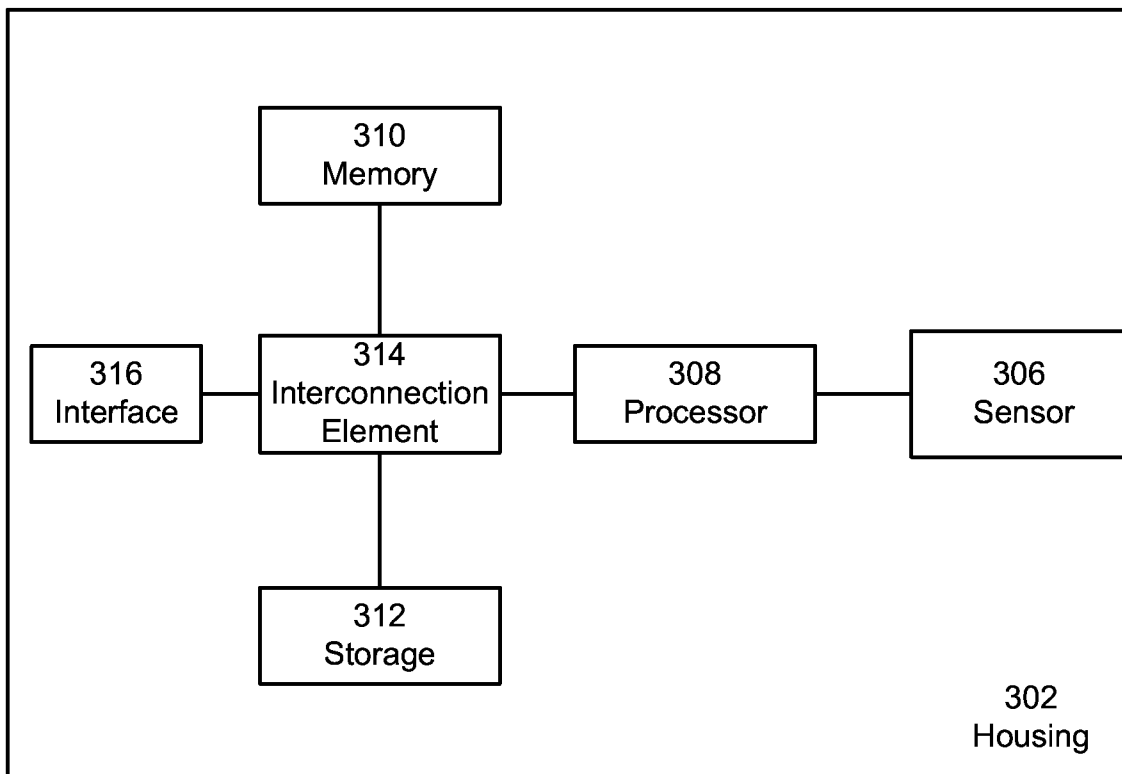 310
Memory
316
Interface
314
Interconnection
Element
308
Processor
306
Sensor
312
Storage
302
Housing